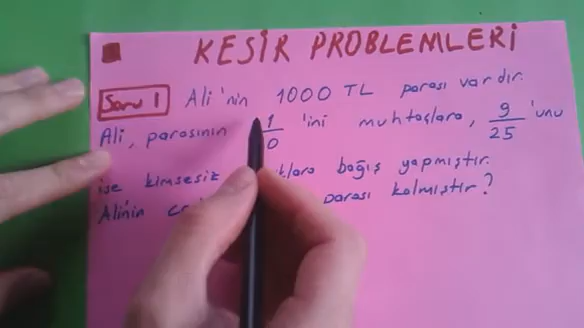 KESİR PROBLEMLERİ
Soru 1 Ali'nin 1000 TL parası vardır.
Ali, parasının 'ini muhtaçlara, 9/25 'unu
ise kimsesiz bağış yapmıştır.
Ali'nin parası kalmıştır?